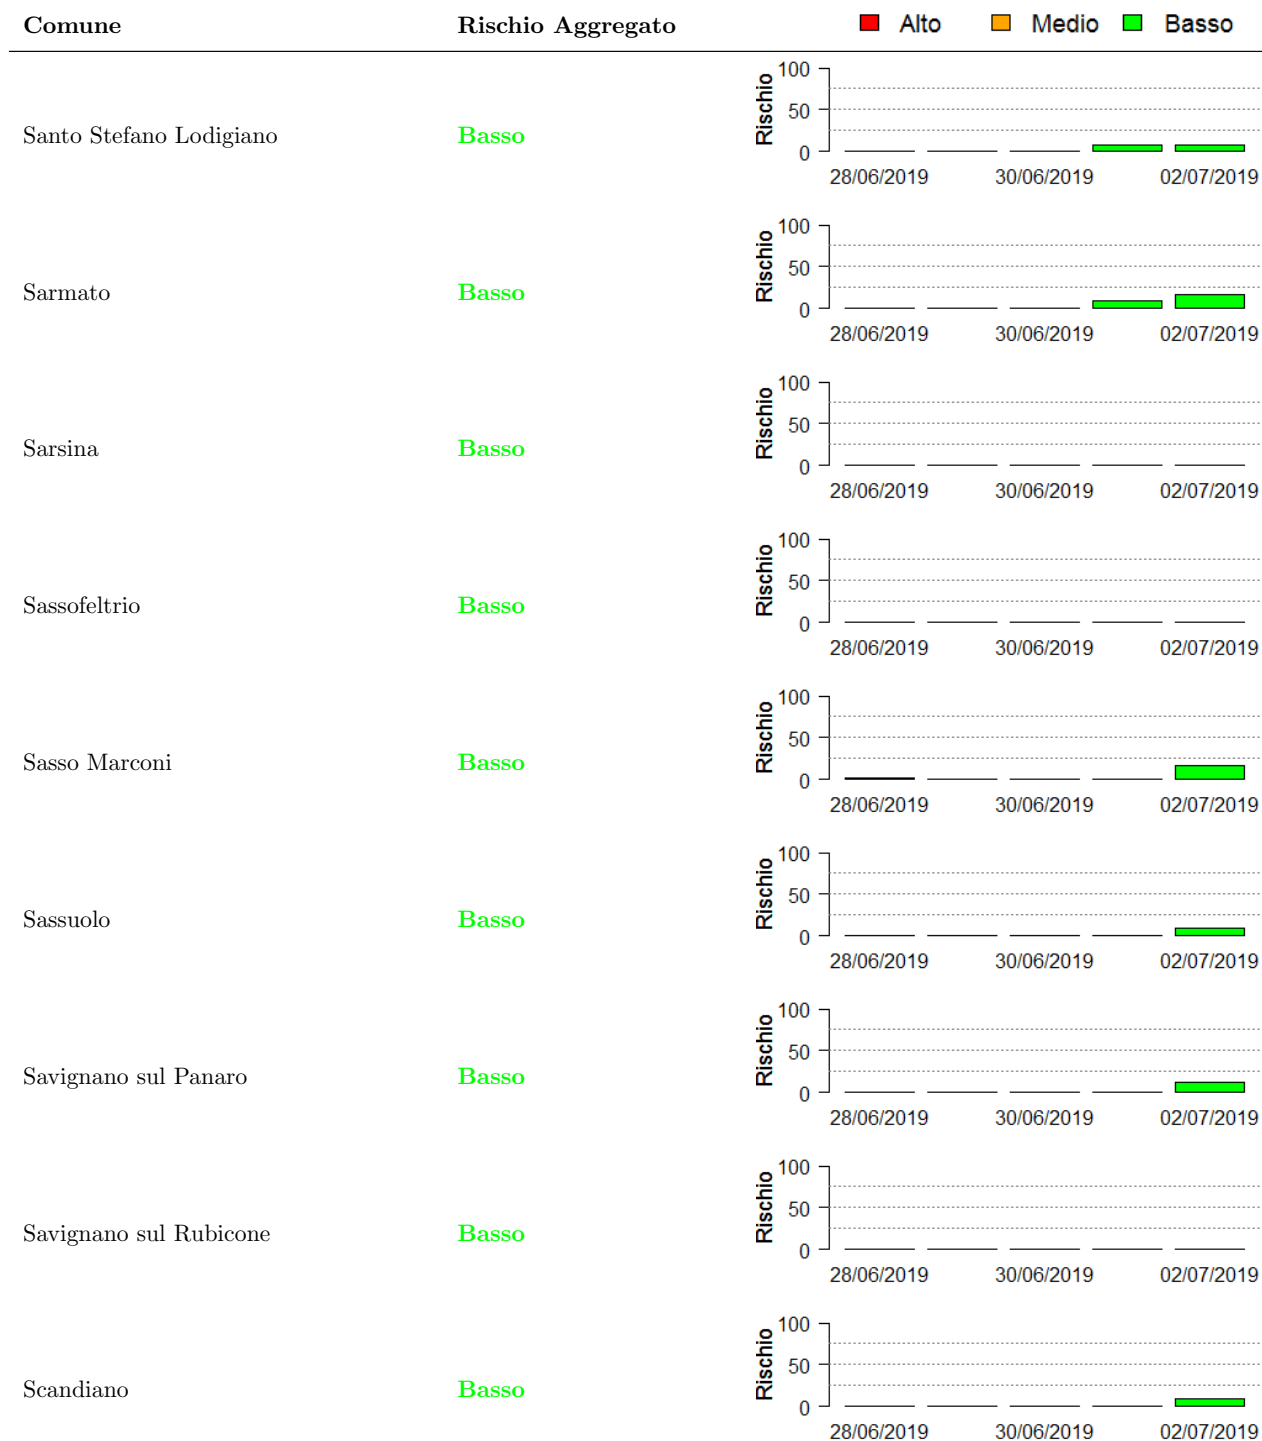 Comune Rischio Aggregato Alto Medio Basso
100
50
0
Rischio
Santo Stefano Lodigiano Basso
28/06/2019 30/06/2019 02/07/2019
100
50
0
Rischio
Sarmato Basso
28/06/2019 30/06/2019 02/07/2019
100
50
0
Rischio
Sarsina Basso
28/06/2019 30/06/2019 02/07/2019
100
50
0
Rischio
Sassofeltrio Basso
28/06/2019 30/06/2019 02/07/2019
100
50
0
Rischio
Sasso Marconi Basso
28/06/2019 30/06/2019 02/07/2019
100
50
0
Rischio
Sassuolo Basso
28/06/2019 30/06/2019 02/07/2019
100
50
0
Rischio
Savignano sul Panaro Basso
28/06/2019 30/06/2019 02/07/2019
100
50
0
Rischio
Savignano sul Rubicone Basso
28/06/2019 30/06/2019 02/07/2019
100
50
0
Rischio
Scandiano Basso
28/06/2019 30/06/2019 02/07/2019